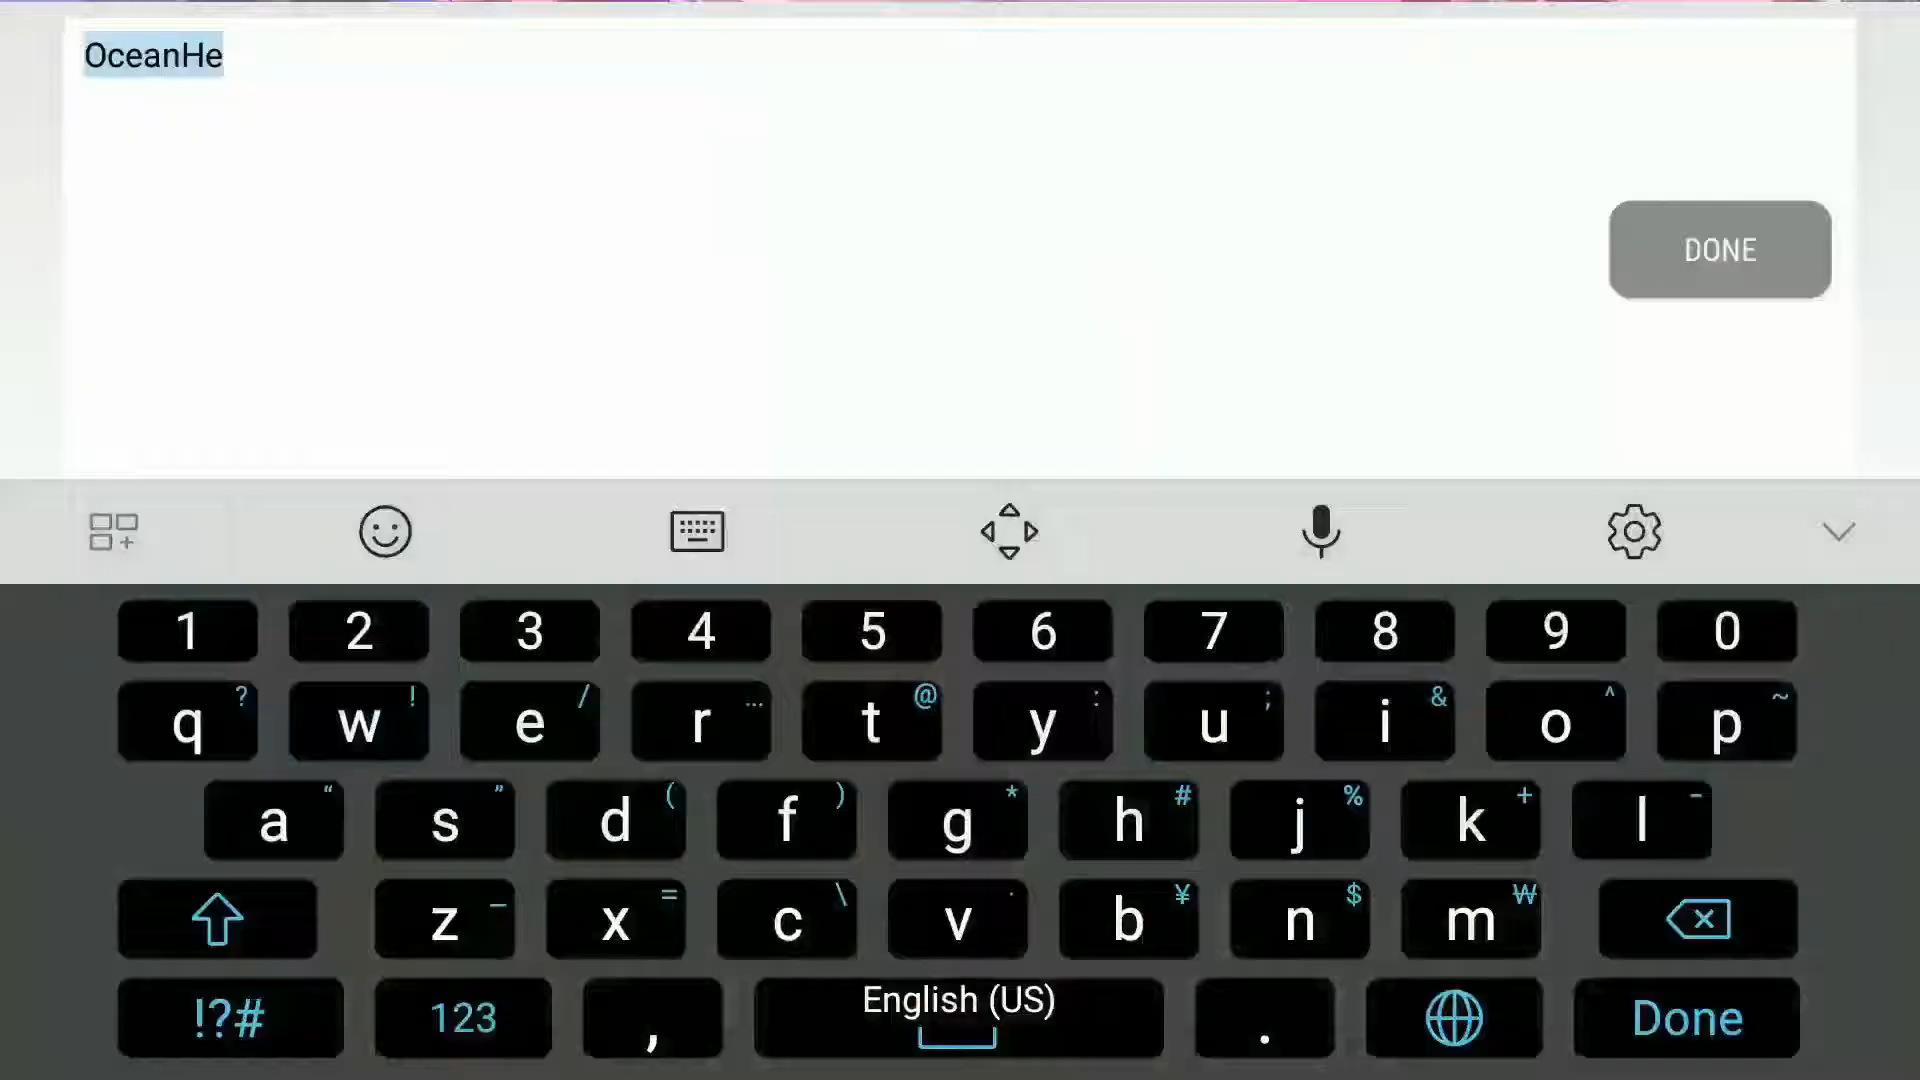 OceanHe
DONE
1 2 3 4 5 6 7 8 9 0
q ? w ! e / r ... t @ y : u ; i & o ^ p ~
a “ s ” d ( f ) g * h # j % k + l -
z _ x = c \ v · b ¥ n $ m ₩
!?# 123 , English (US) . Done